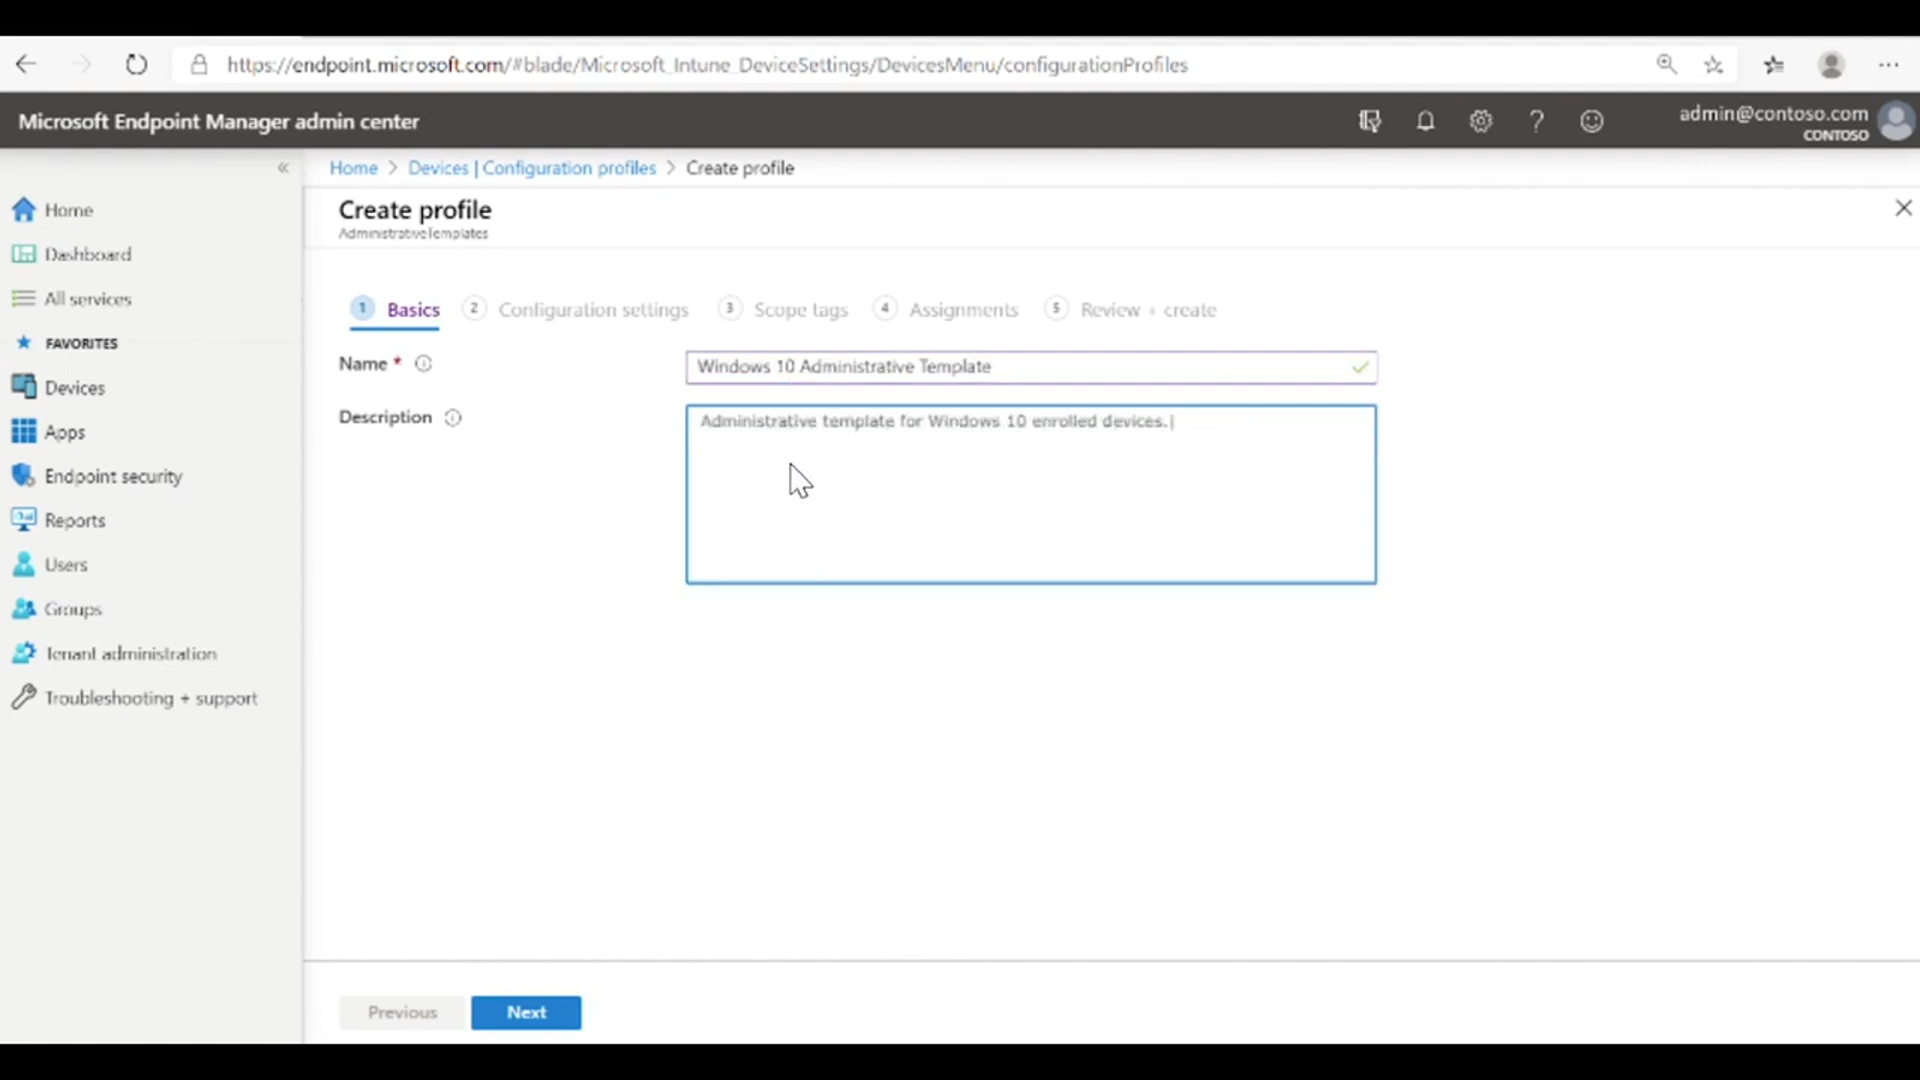 https://endpoint.microsoft.com/#blade/Microsoft_Intune_DeviceSettings/DevicesMenu/configurationProfiles
Microsoft Endpoint Manager admin center
admin@contoso.com
CONTOSO
Home > Devices | Configuration profiles > Create profile
Create profile
AdministrativeTemplates
Home
Dashboard
All services
FAVORITES
Devices
Apps
Endpoint security
Reports
Users
Groups
Tenant administration
Troubleshooting + support
1 Basics 2 Configuration settings 3 Scope tags 4 Assignments 5 Review + create
Name * Windows 10 Administrative Template
Description Administrative template for Windows 10 enrolled devices.
Previous Next